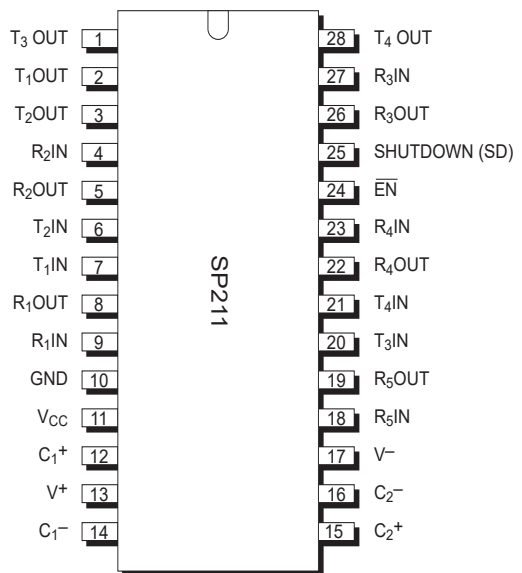 T₃ OUT 1 28 T₄ OUT
T₁OUT 2 27 R₃IN
T₂OUT 3 26 R₃OUT
R₂IN 4 25 SHUTDOWN (SD)
R₂OUT 5 24 E̅N̅
T₂IN 6 23 R₄IN
T₁IN 7 22 R₄OUT
SP211
R₁OUT 8 21 T₄IN
R₁IN 9 20 T₃IN
GND 10 19 R₅OUT
VCC 11 18 R₅IN
C₁⁺ 12 17 V⁻
V⁺ 13 16 C₂⁻
C₁⁻ 14 15 C₂⁺